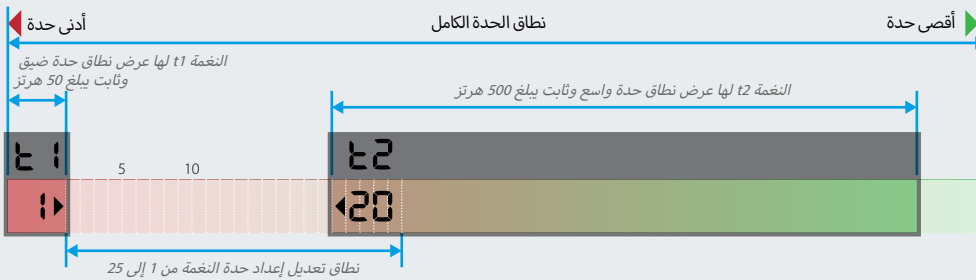 أقصى حدة
نطاق الحدة الكامل
أدنى حدة
النغمة t1 لها عرض نطاق حدة ضيق
وثابت يبلغ 50 هرتز
النغمة t2 لها عرض نطاق حدة واسع وثابت يبلغ 500 هرتز
t1
t2
5
10
1
20
نطاق تعديل إعداد حدة النغمة من 1 إلى 25